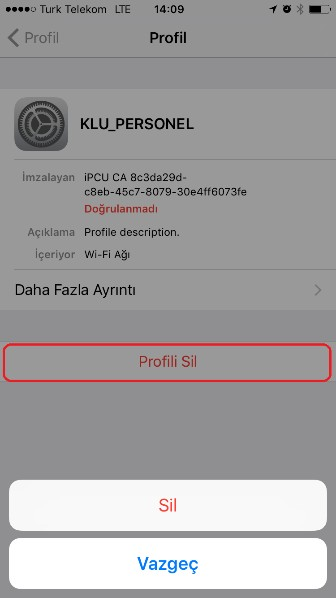 Turk Telekom LTE 14:09
Profil Profil
KLU_PERSONEL
İmzalayan iPCU CA 8c3da29d-
c8eb-45c7-8079-30e4ff6073fe
Doğrulanmadı
Açıklama Profile description.
İçeriyor Wi-Fi Ağı
Daha Fazla Ayrıntı
Profili Sil
Sil
Vazgeç